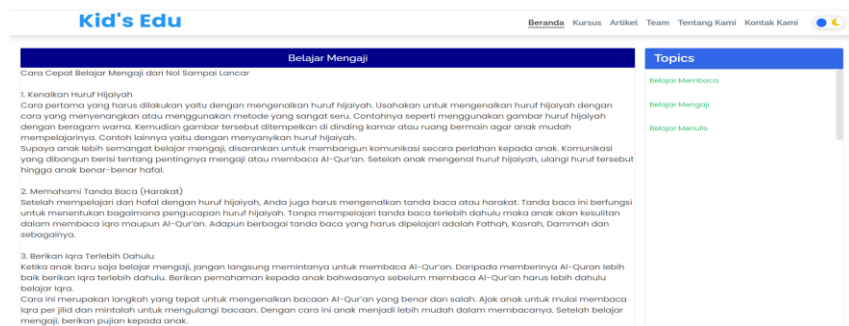 Kid's Edu
Beranda Kursus Artikel Team Tentang Kami Kontak Kami
Belajar Mengaji
Cara Cepat Belajar Mengaji dari Nol Sampai Lancar
1. Kenalkan Huruf Hijaiyah
Cara pertama yang harus dilakukan yaitu dengan mengenalkan huruf hijaiyah. Usahakan untuk mengenalkan huruf hijaiyah dengan
cara yang menyenangkan atau menggunakan metode yang sangat seru. Contohnya seperti menggunakan gambar huruf hijaiyah
dengan beragam warna. Kemudian gambar tersebut ditempelkan di dinding kamar atau ruang bermain agar anak mudah
mempelajarinya. Contoh lainnya yaitu dengan menyanyikan huruf hijaiyah.
Supaya anak lebih semangat belajar mengaji, disarankan untuk membangun komunikasi secara perlahan kepada anak. Komunikasi
yang dibangun berisi tentang pentingnya mengaji atau membaca Al-Qur'an. Setelah anak mengenal huruf hijaiyah, ulangi huruf tersebut
hingga anak benar-benar hafal.
2. Memahami Tanda Baca (Harakat)
Setelah mempelajari dan hafal dengan huruf hijaiyah, Anda juga harus mengenalkan tanda baca atau harakat. Tanda baca ini berfungsi
untuk menentukan bagaimana pengucapan huruf hijaiyah. Tanpa mempelajari tanda baca terlebih dahulu maka anak akan kesulitan
dalam membaca iqro maupun Al-Qur'an. Adapun berbagai tanda baca yang harus dipelajari adalah Fathah, Kasrah, Dammah dan
sebagainya.
3. Berikan Iqra Terlebih Dahulu
Ketika anak baru saja belajar mengaji, jangan langsung memintanya untuk membaca Al-Qur'an. Daripada memberinya Al-Quran lebih
baik berikan Iqra terlebih dahulu. Berikan pemahaman kepada anak bahwasanya sebelum membaca Al-Qur'an harus lebih dahulu
belajar Iqra.
Cara ini merupakan langkah yang tepat untuk mengenalkan bacaan Al-Qur'an yang benar dan salah. Ajak anak untuk mulai membaca
Iqra per jilid dan mintalah untuk mengulangi bacaan. Dengan cara ini anak menjadi lebih mudah dalam membacanya. Setelah belajar
mengaji, berikan pujian kepada anak.
Topics
Belajar Membaca
Belajar Mengaji
Belajar Menulis